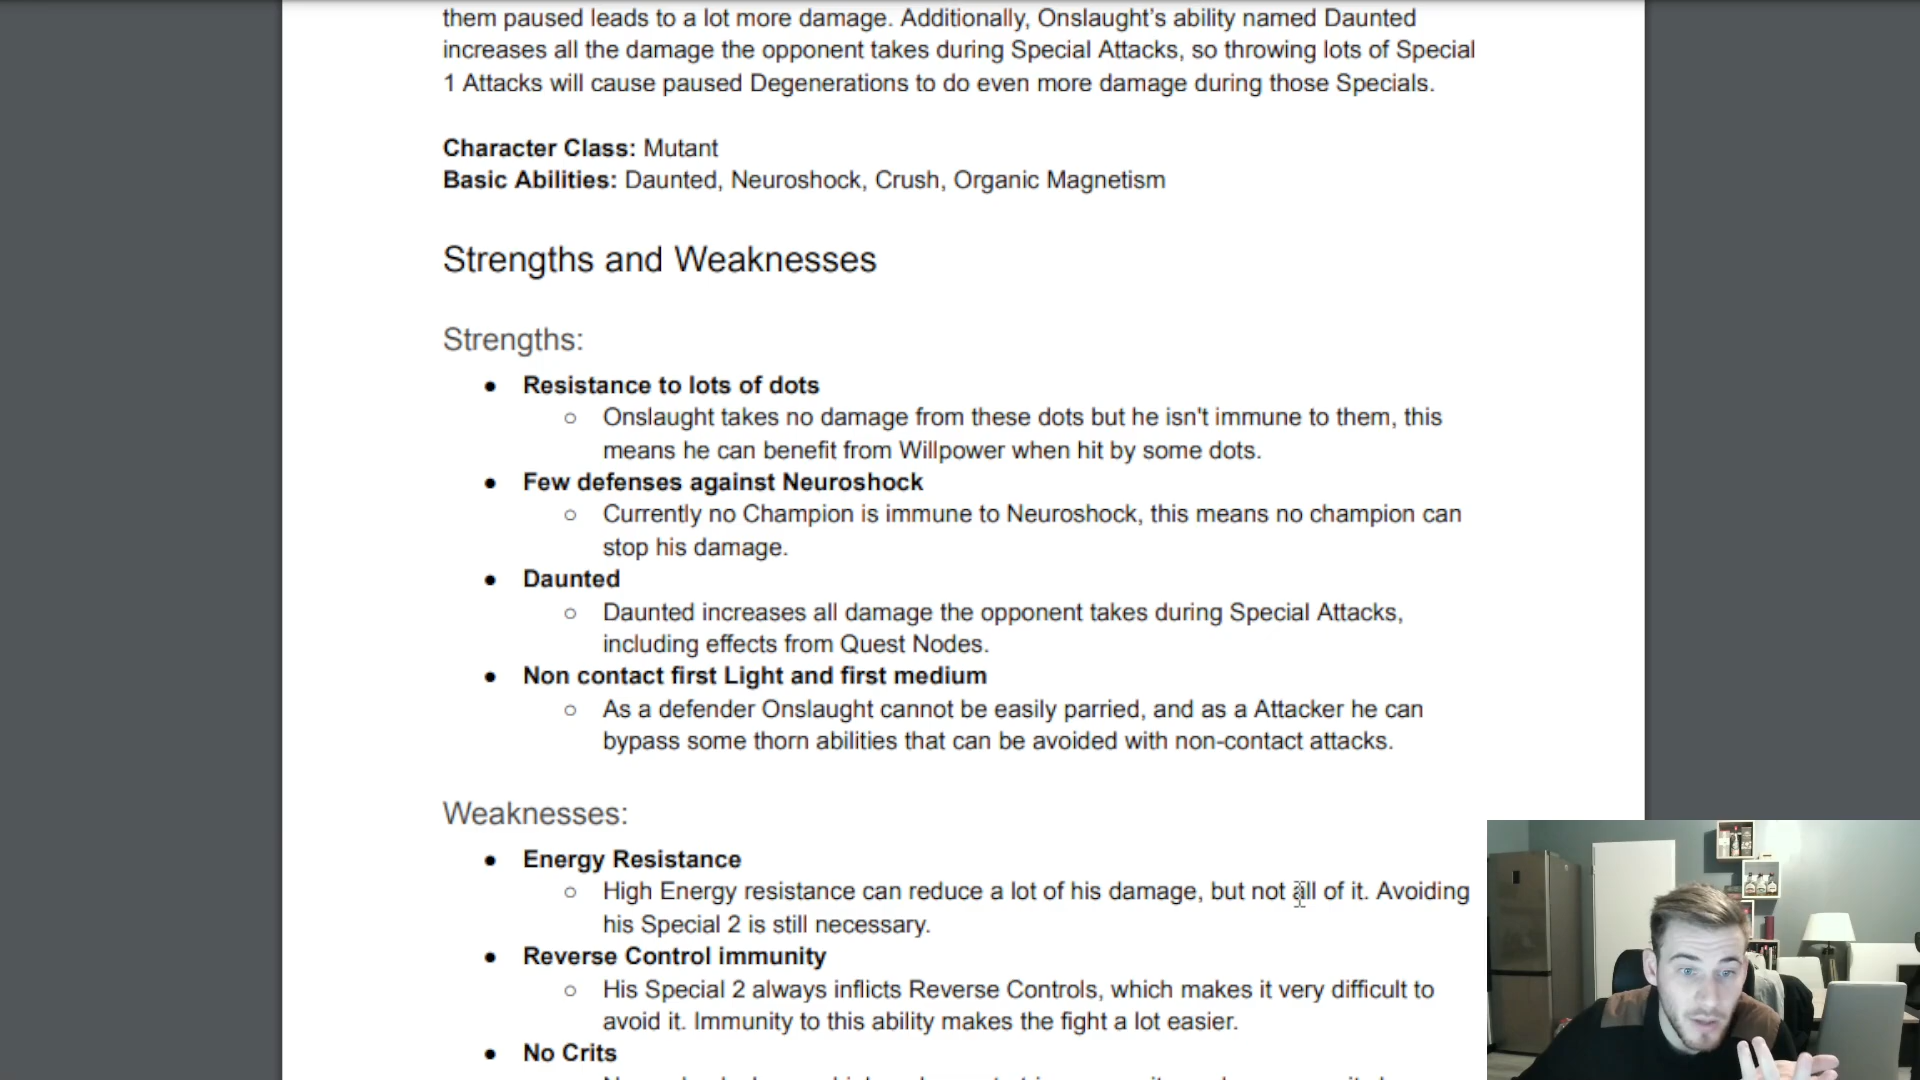 them paused leads to a lot more damage. Additionally, Onslaught’s ability named Daunted
increases all the damage the opponent takes during Special Attacks, so throwing lots of Special
1 Attacks will cause paused Degenerations to do even more damage during those Specials.
Character Class: Mutant
Basic Abilities: Daunted, Neuroshock, Crush, Organic Magnetism
Strengths and Weaknesses
Strengths:
● Resistance to lots of dots
○ Onslaught takes no damage from these dots but he isn't immune to them, this
means he can benefit from Willpower when hit by some dots.
● Few defenses against Neuroshock
○ Currently no Champion is immune to Neuroshock, this means no champion can
stop his damage.
● Daunted
○ Daunted increases all damage the opponent takes during Special Attacks,
including effects from Quest Nodes.
● Non contact first Light and first medium
○ As a defender Onslaught cannot be easily parried, and as a Attacker he can
bypass some thorn abilities that can be avoided with non-contact attacks.
Weaknesses:
● Energy Resistance
○ High Energy resistance can reduce a lot of his damage, but not all of it. Avoiding
his Special 2 is still necessary.
● Reverse Control immunity
○ His Special 2 always inflicts Reverse Controls, which makes it very difficult to
avoid it. Immunity to this ability makes the fight a lot easier.
● No Crits